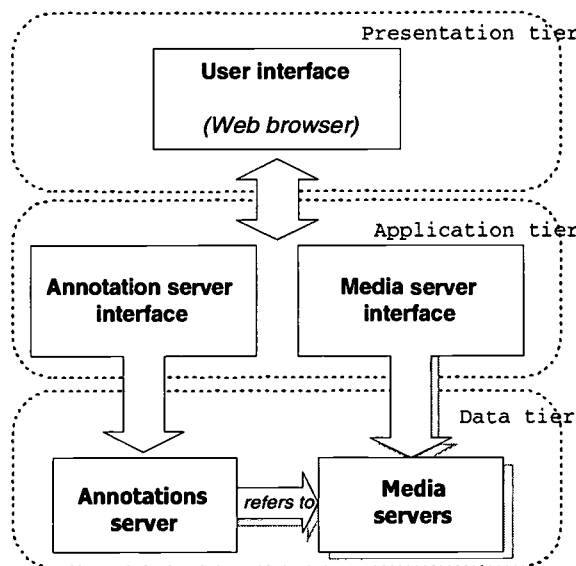 Presentation tier
User interface
(Web browser)
Application tier
Annotation server
interface
Media server
interface
Data tier
Annotations
server
refers to
Media
servers